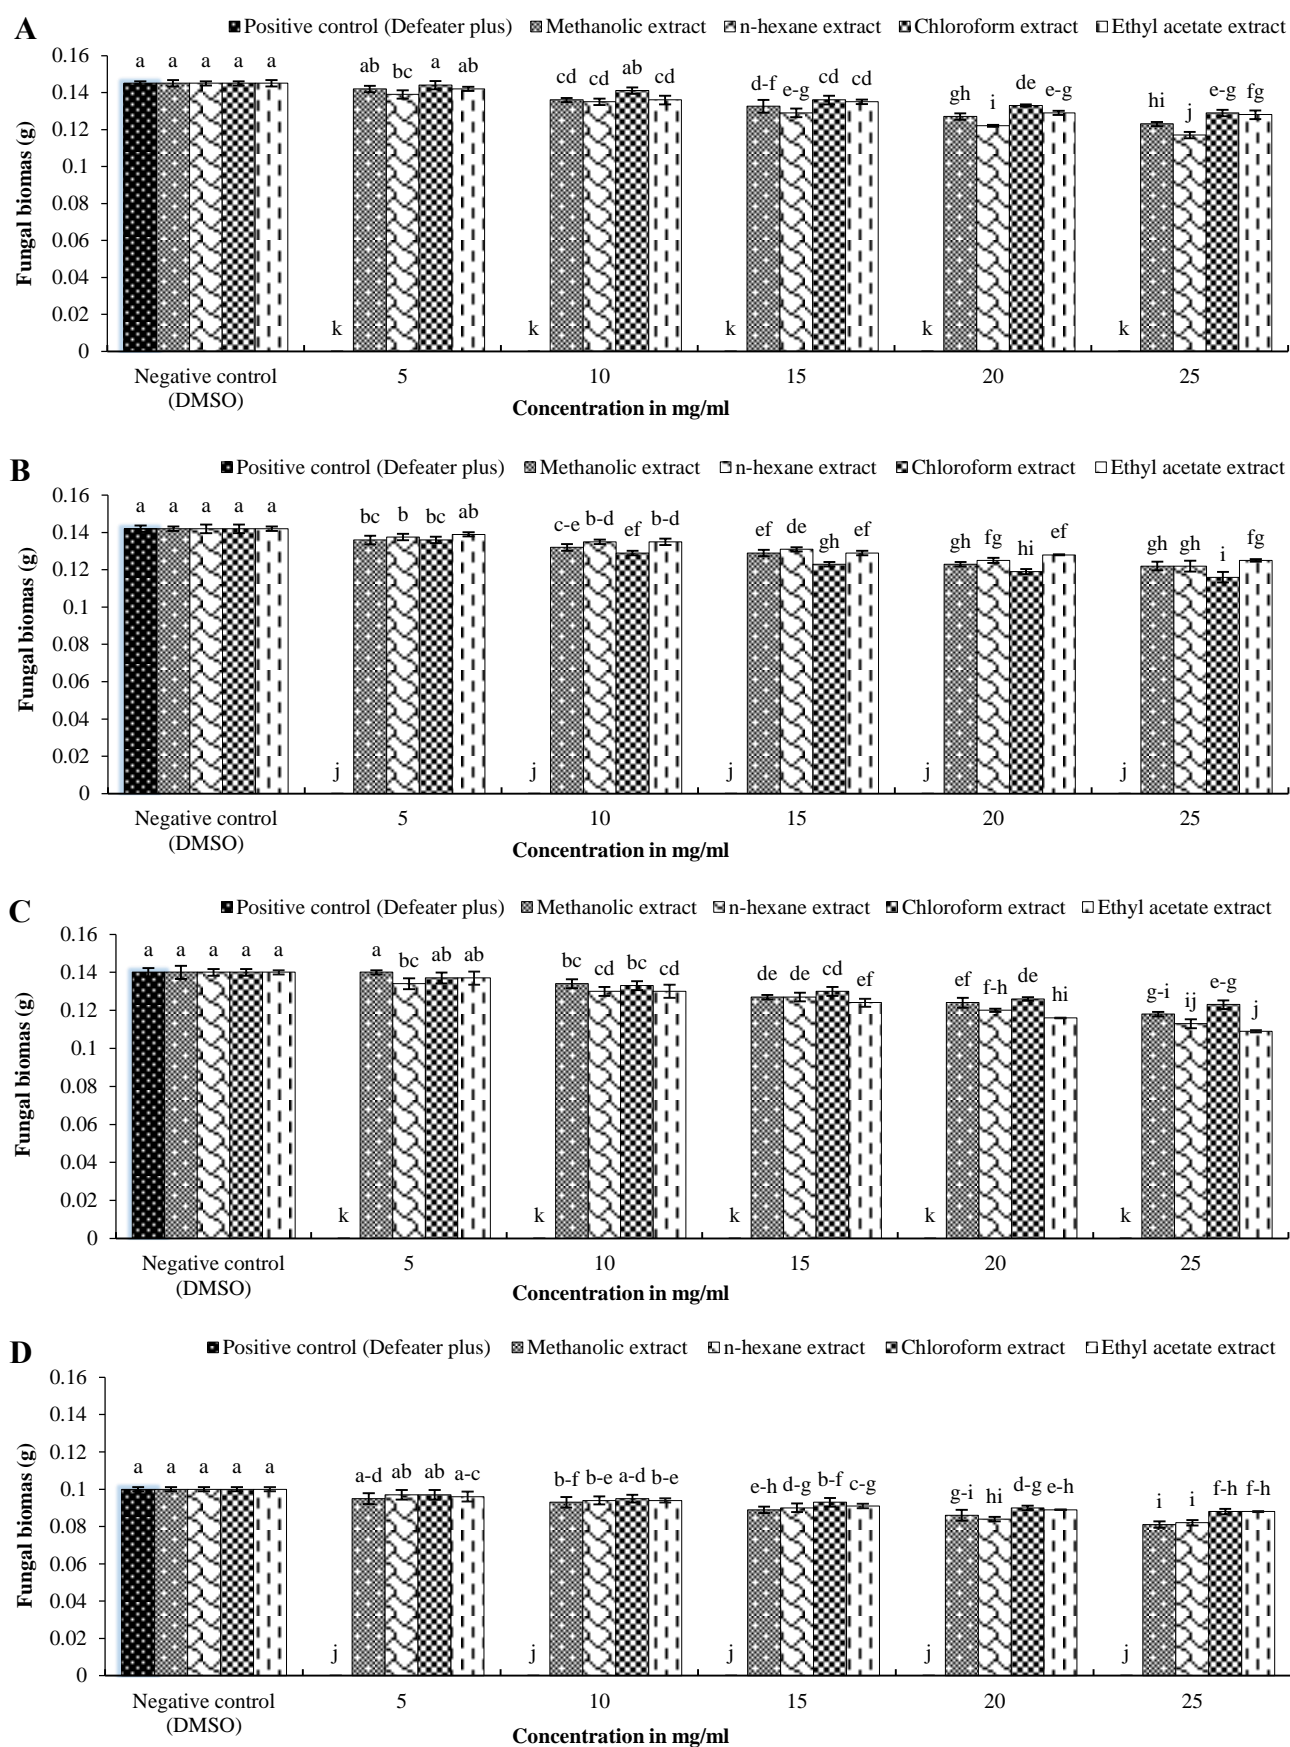 A
Positive control (Defeater plus) Methanolic extract n-hexane extract Chloroform extract Ethyl acetate extract
0.16
0.14
0.12
0.1
0.08
0.06
0.04
0.02
0
Fungal biomas (g)
a a a a a
k ab bc a ab
k cd cd ab cd
k d-f e-g cd cd
k gh i de e-g
k hi j e-g fg
Negative control (DMSO) 5 10 15 20 25
Concentration in mg/ml
B
Positive control (Defeater plus) Methanolic extract n-hexane extract Chloroform extract Ethyl acetate extract
0.16
0.14
0.12
0.1
0.08
0.06
0.04
0.02
0
Fungal biomas (g)
a a a a a
j bc b bc ab
j c-e b-d ef b-d
j ef de gh ef
j gh fg hi ef
j gh gh i fg
Negative control (DMSO) 5 10 15 20 25
Concentration in mg/ml
C
Positive control (Defeater plus) Methanolic extract n-hexane extract Chloroform extract Ethyl acetate extract
0.16
0.14
0.12
0.1
0.08
0.06
0.04
0.02
0
Fungal biomas (g)
a a a a a
k a bc ab ab
k bc cd bc cd
k de de cd ef
k ef f-h de hi
k g-i ij e-g j
Negative control (DMSO) 5 10 15 20 25
Concentration in mg/ml
D
Positive control (Defeater plus) Methanolic extract n-hexane extract Chloroform extract Ethyl acetate extract
0.16
0.14
0.12
0.1
0.08
0.06
0.04
0.02
0
Fungal biomas (g)
a a a a a
j a-d ab ab a-c
j b-f b-e a-d b-e
j e-h d-g b-f c-g
j g-i hi d-g e-h
j i i f-h f-h
Negative control (DMSO) 5 10 15 20 25
Concentration in mg/ml